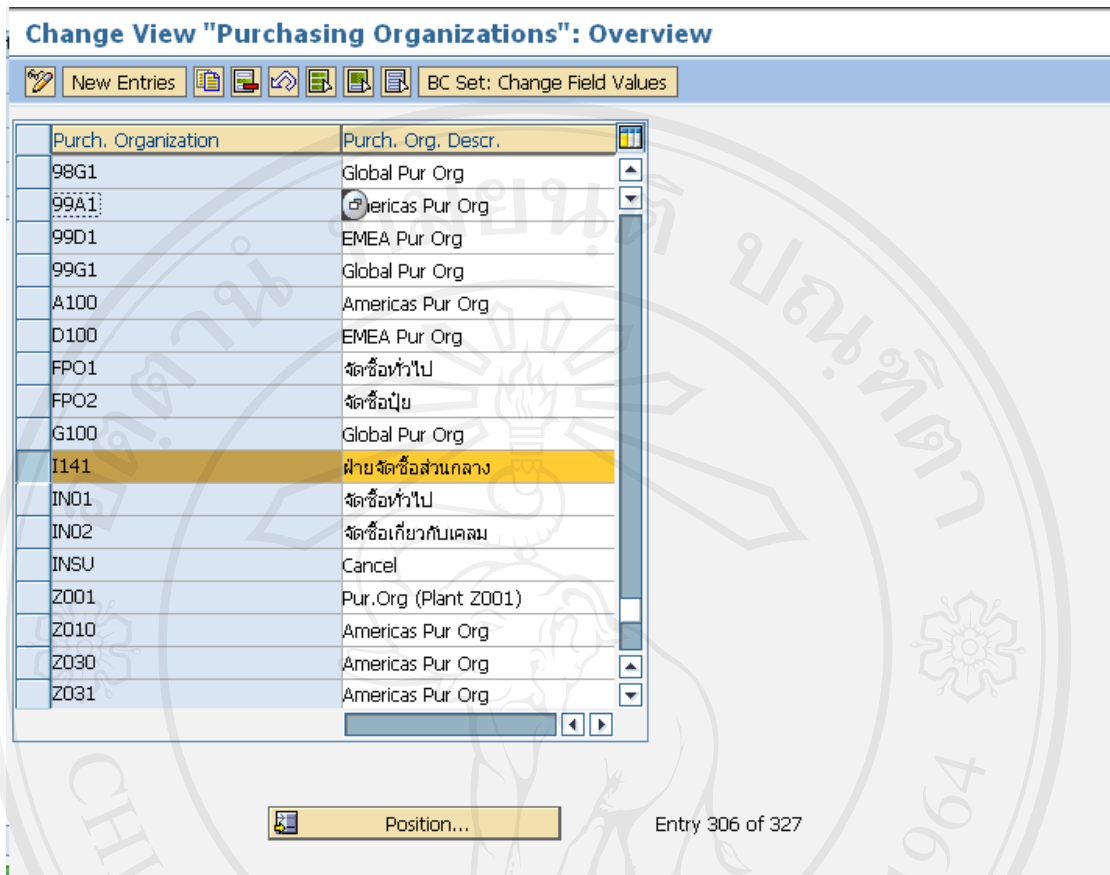 Change View "Purchasing Organizations": Overview
New Entries BC Set: Change Field Values
Purch. Organization Purch. Org. Descr.
98G1 Global Pur Org
99A1 ericas Pur Org
99D1 EMEA Pur Org
99G1 Global Pur Org
A100 Americas Pur Org
D100 EMEA Pur Org
FPO1 จัดซื้อทั่วไป
FPO2 จัดซื้อปุ๋ย
G100 Global Pur Org
I141 ฝ่ายจัดซื้อส่วนกลาง
IN01 จัดซื้อทั่วไป
IN02 จัดซื้อเกี่ยวกับเคลม
INSU Cancel
Z001 Pur.Org (Plant Z001)
Z010 Americas Pur Org
Z030 Americas Pur Org
Z031 Americas Pur Org
Position... Entry 306 of 327